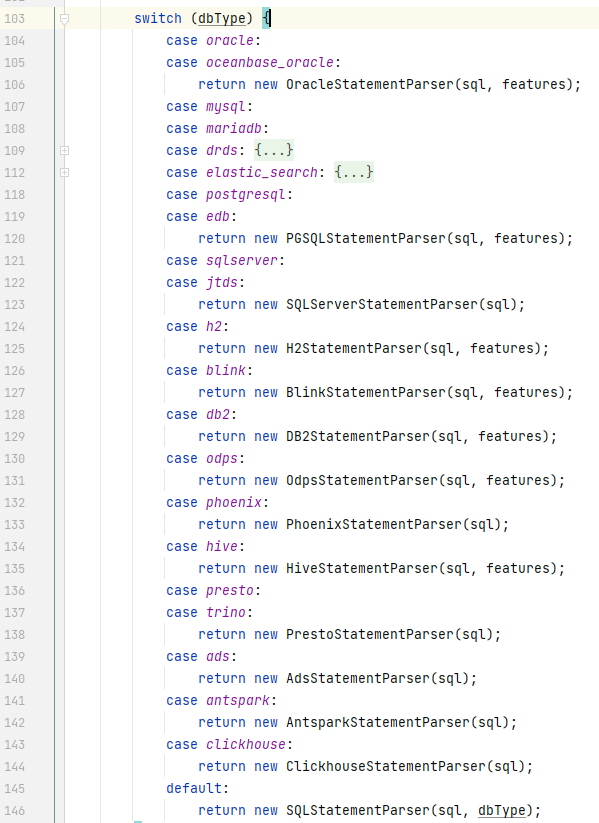 103 switch (dbType) {
104 case oracle:
105 case oceanbase_oracle:
106 return new OracleStatementParser(sql, features);
107 case mysql:
108 case mariadb:
109 case drds: {...}
112 case elastic_search: {...}
118 case postgresql:
119 case edb:
120 return new PGSQLStatementParser(sql, features);
121 case sqlserver:
122 case jtds:
123 return new SQLServerStatementParser(sql);
124 case h2:
125 return new H2StatementParser(sql, features);
126 case blink:
127 return new BlinkStatementParser(sql, features);
128 case db2:
129 return new DB2StatementParser(sql, features);
130 case odps:
131 return new OdpsStatementParser(sql, features);
132 case phoenix:
133 return new PhoenixStatementParser(sql);
134 case hive:
135 return new HiveStatementParser(sql, features);
136 case presto:
137 case trino:
138 return new PrestoStatementParser(sql);
139 case ads:
140 return new AdsStatementParser(sql);
141 case antspark:
142 return new AntsparkStatementParser(sql);
143 case clickhouse:
144 return new ClickhouseStatementParser(sql);
145 default:
146 return new SQLStatementParser(sql, dbType);